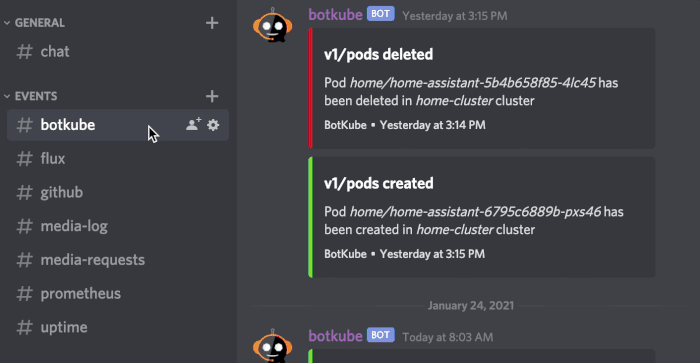 GENERAL
# chat
EVENTS
# botkube
# flux
# github
# media-log
# media-requests
# prometheus
# uptime
botkube BOT Yesterday at 3:15 PM
v1/pods deleted
Pod home/home-assistant-5b4b658f85-4lc45 has
been deleted in home-cluster cluster
BotKube • Yesterday at 3:14 PM
v1/pods created
Pod home/home-assistant-6795c6889b-pxs46 has
been created in home-cluster cluster
BotKube • Yesterday at 3:15 PM
January 24, 2021
botkube BOT Today at 8:03 AM